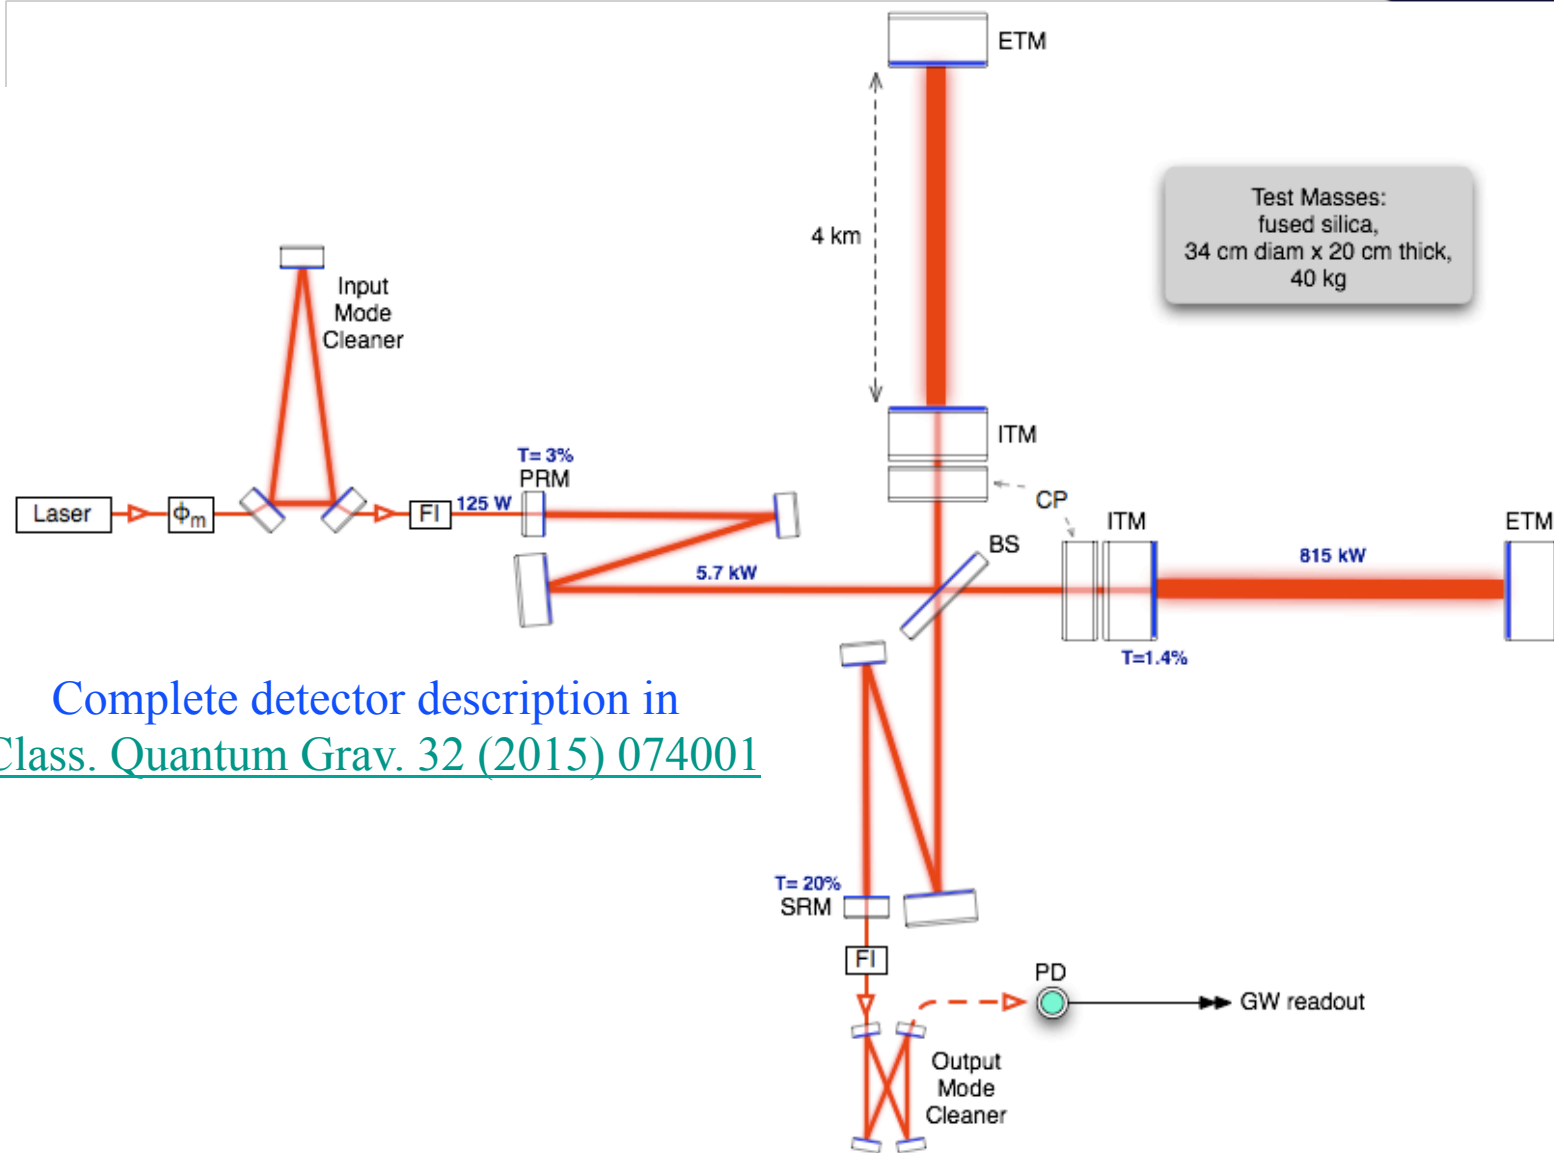 ETM
4 km
Test Masses:
fused silica,
34 cm diam x 20 cm thick,
40 kg
Input
Mode
Cleaner
ITM
T= 3%
PRM
Laser
ϕm
FI
125 W
CP
ITM
ETM
BS
815 kW
5.7 kW
T=1.4%
Complete detector description in
Class. Quantum Grav. 32 (2015) 074001
T= 20%
SRM
FI
PD
GW readout
Output
Mode
Cleaner